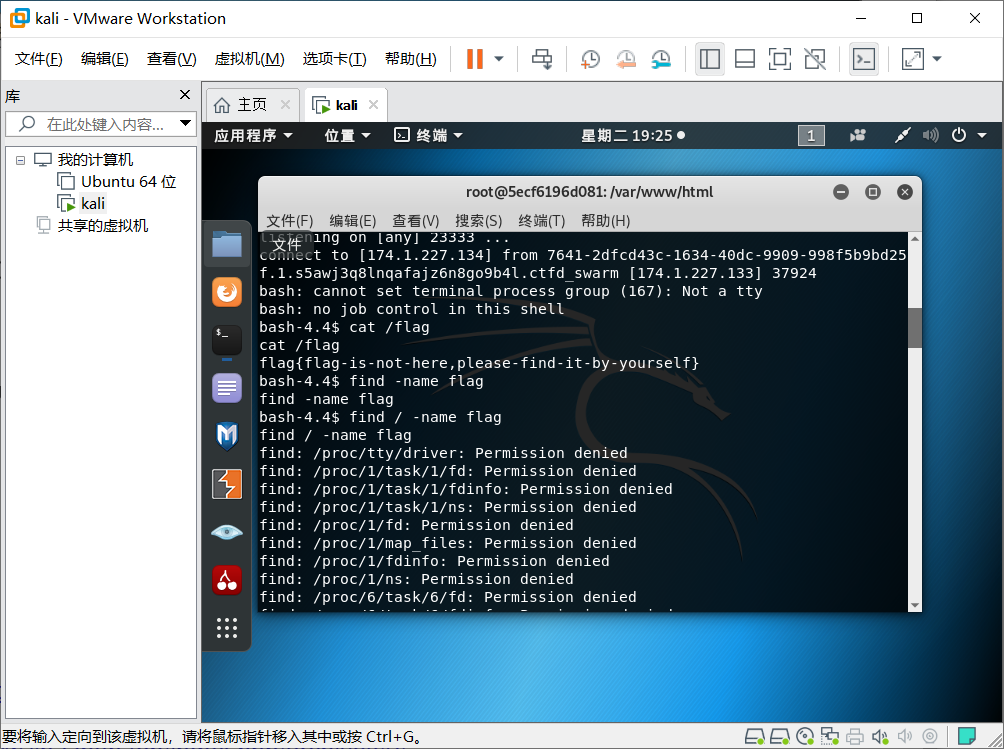 kali - VMware Workstation
文件(F) 编辑(E) 查看(V) 虚拟机(M) 选项卡(T) 帮助(H)
库
在此处键入内容...
我的计算机
Ubuntu 64 位
kali
共享的虚拟机
主页 kali
应用程序 位置 终端 星期二 19:25 1
root@5ecf6196d081: /var/www/html
文件(F) 编辑(E) 查看(V) 搜索(S) 终端(T) 帮助(H)
文件
listening on [any] 23333 ...
connect to [174.1.227.134] from 7641-2dfcd43c-1634-40dc-9909-998f5b9bd25
f.1.s5awj3q8lnqafajz6n8go9b4l.ctfd_swarm [174.1.227.133] 37924
bash: cannot set terminal process group (167): Not a tty
bash: no job control in this shell
bash-4.4$ cat /flag
cat /flag
flag{flag-is-not-here,please-find-it-by-yourself}
bash-4.4$ find -name flag
find -name flag
bash-4.4$ find / -name flag
find / -name flag
find: /proc/tty/driver: Permission denied
find: /proc/1/task/1/fd: Permission denied
find: /proc/1/task/1/fdinfo: Permission denied
find: /proc/1/task/1/ns: Permission denied
find: /proc/1/fd: Permission denied
find: /proc/1/map_files: Permission denied
find: /proc/1/fdinfo: Permission denied
find: /proc/1/ns: Permission denied
find: /proc/6/task/6/fd: Permission denied
要将输入定向到该虚拟机，请将鼠标指针移入其中或按 Ctrl+G。